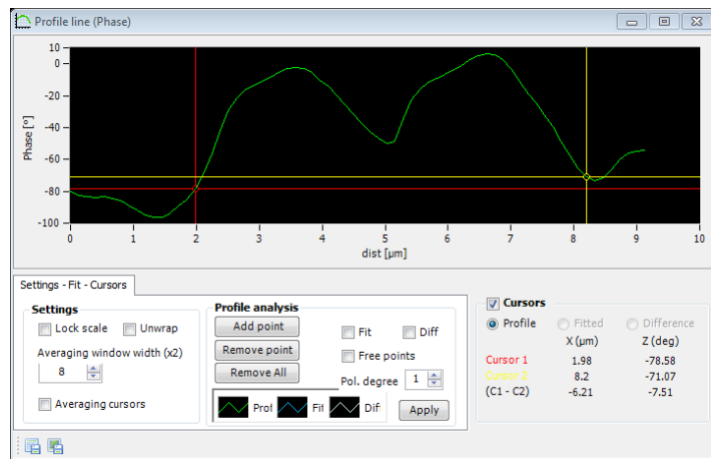 Profile line (Phase)
10
0
-20
-40
-60
-80
-100
Phase [°]
0 1 2 3 4 5 6 7 8 9 10
dist [µm]
Settings - Fit - Cursors
Settings
Lock scale Unwrap
Averaging window width (x2)
8
Averaging cursors
Profile analysis
Add point
Remove point
Remove All
Fit Diff
Free points
Pol. degree 1
Prof Fit Dif
Apply
Cursors
Profile Fitted Difference
X (µm) Z (deg)
Cursor 1 1.98 -78.58
Cursor 2 8.2 -71.07
(C1 - C2) -6.21 -7.51